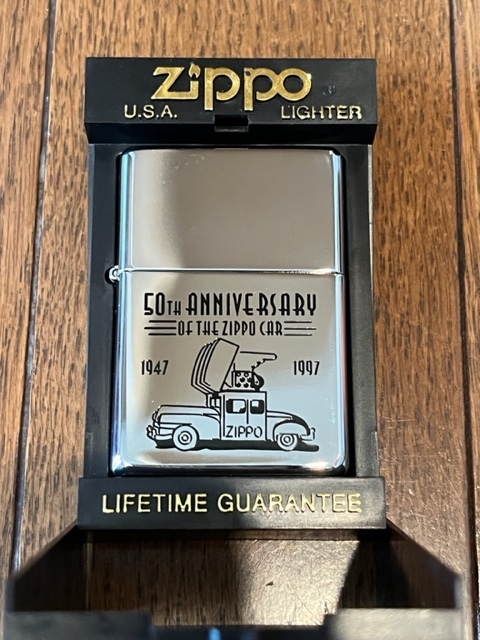 zippo
U.S.A. LIGHTER
50TH ANNIVERSARY
OF THE ZIPPO CAR
1947 1997
ZIPPO
LIFETIME GUARANTEE